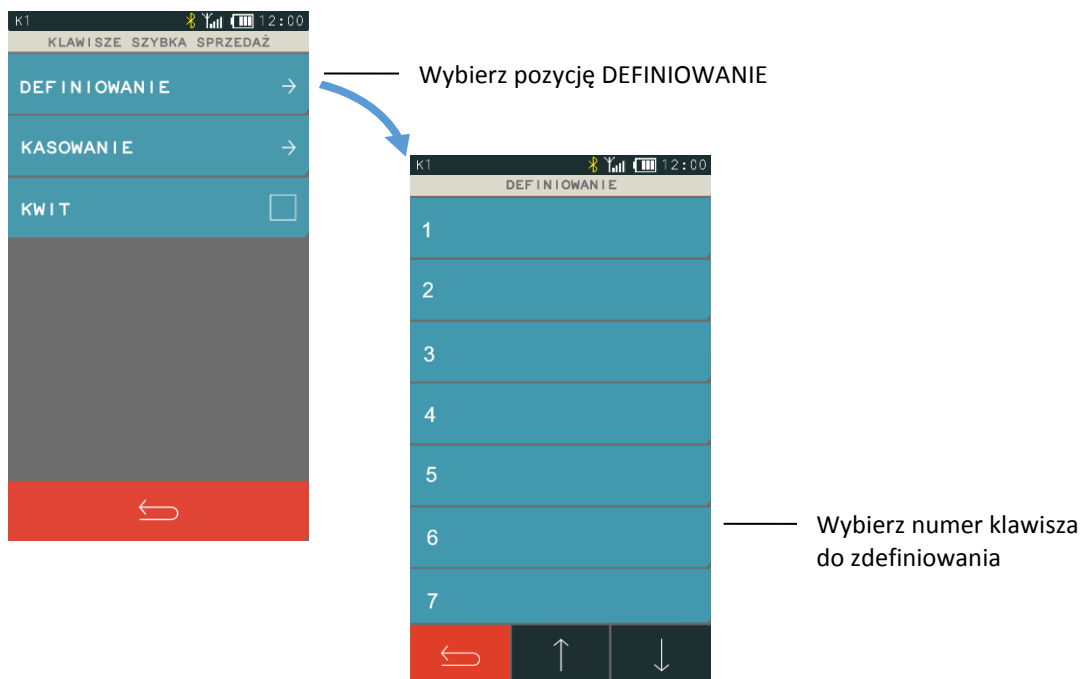 K1 12:00
KLAWISZE SZYBKA SPRZEDAŻ
DEFINIOWANIE
KASOWANIE
KWIT
Wybierz pozycję DEFINIOWANIE
K1 12:00
DEFINIOWANIE
1
2
3
4
5
6
7
Wybierz numer klawisza
do zdefiniowania